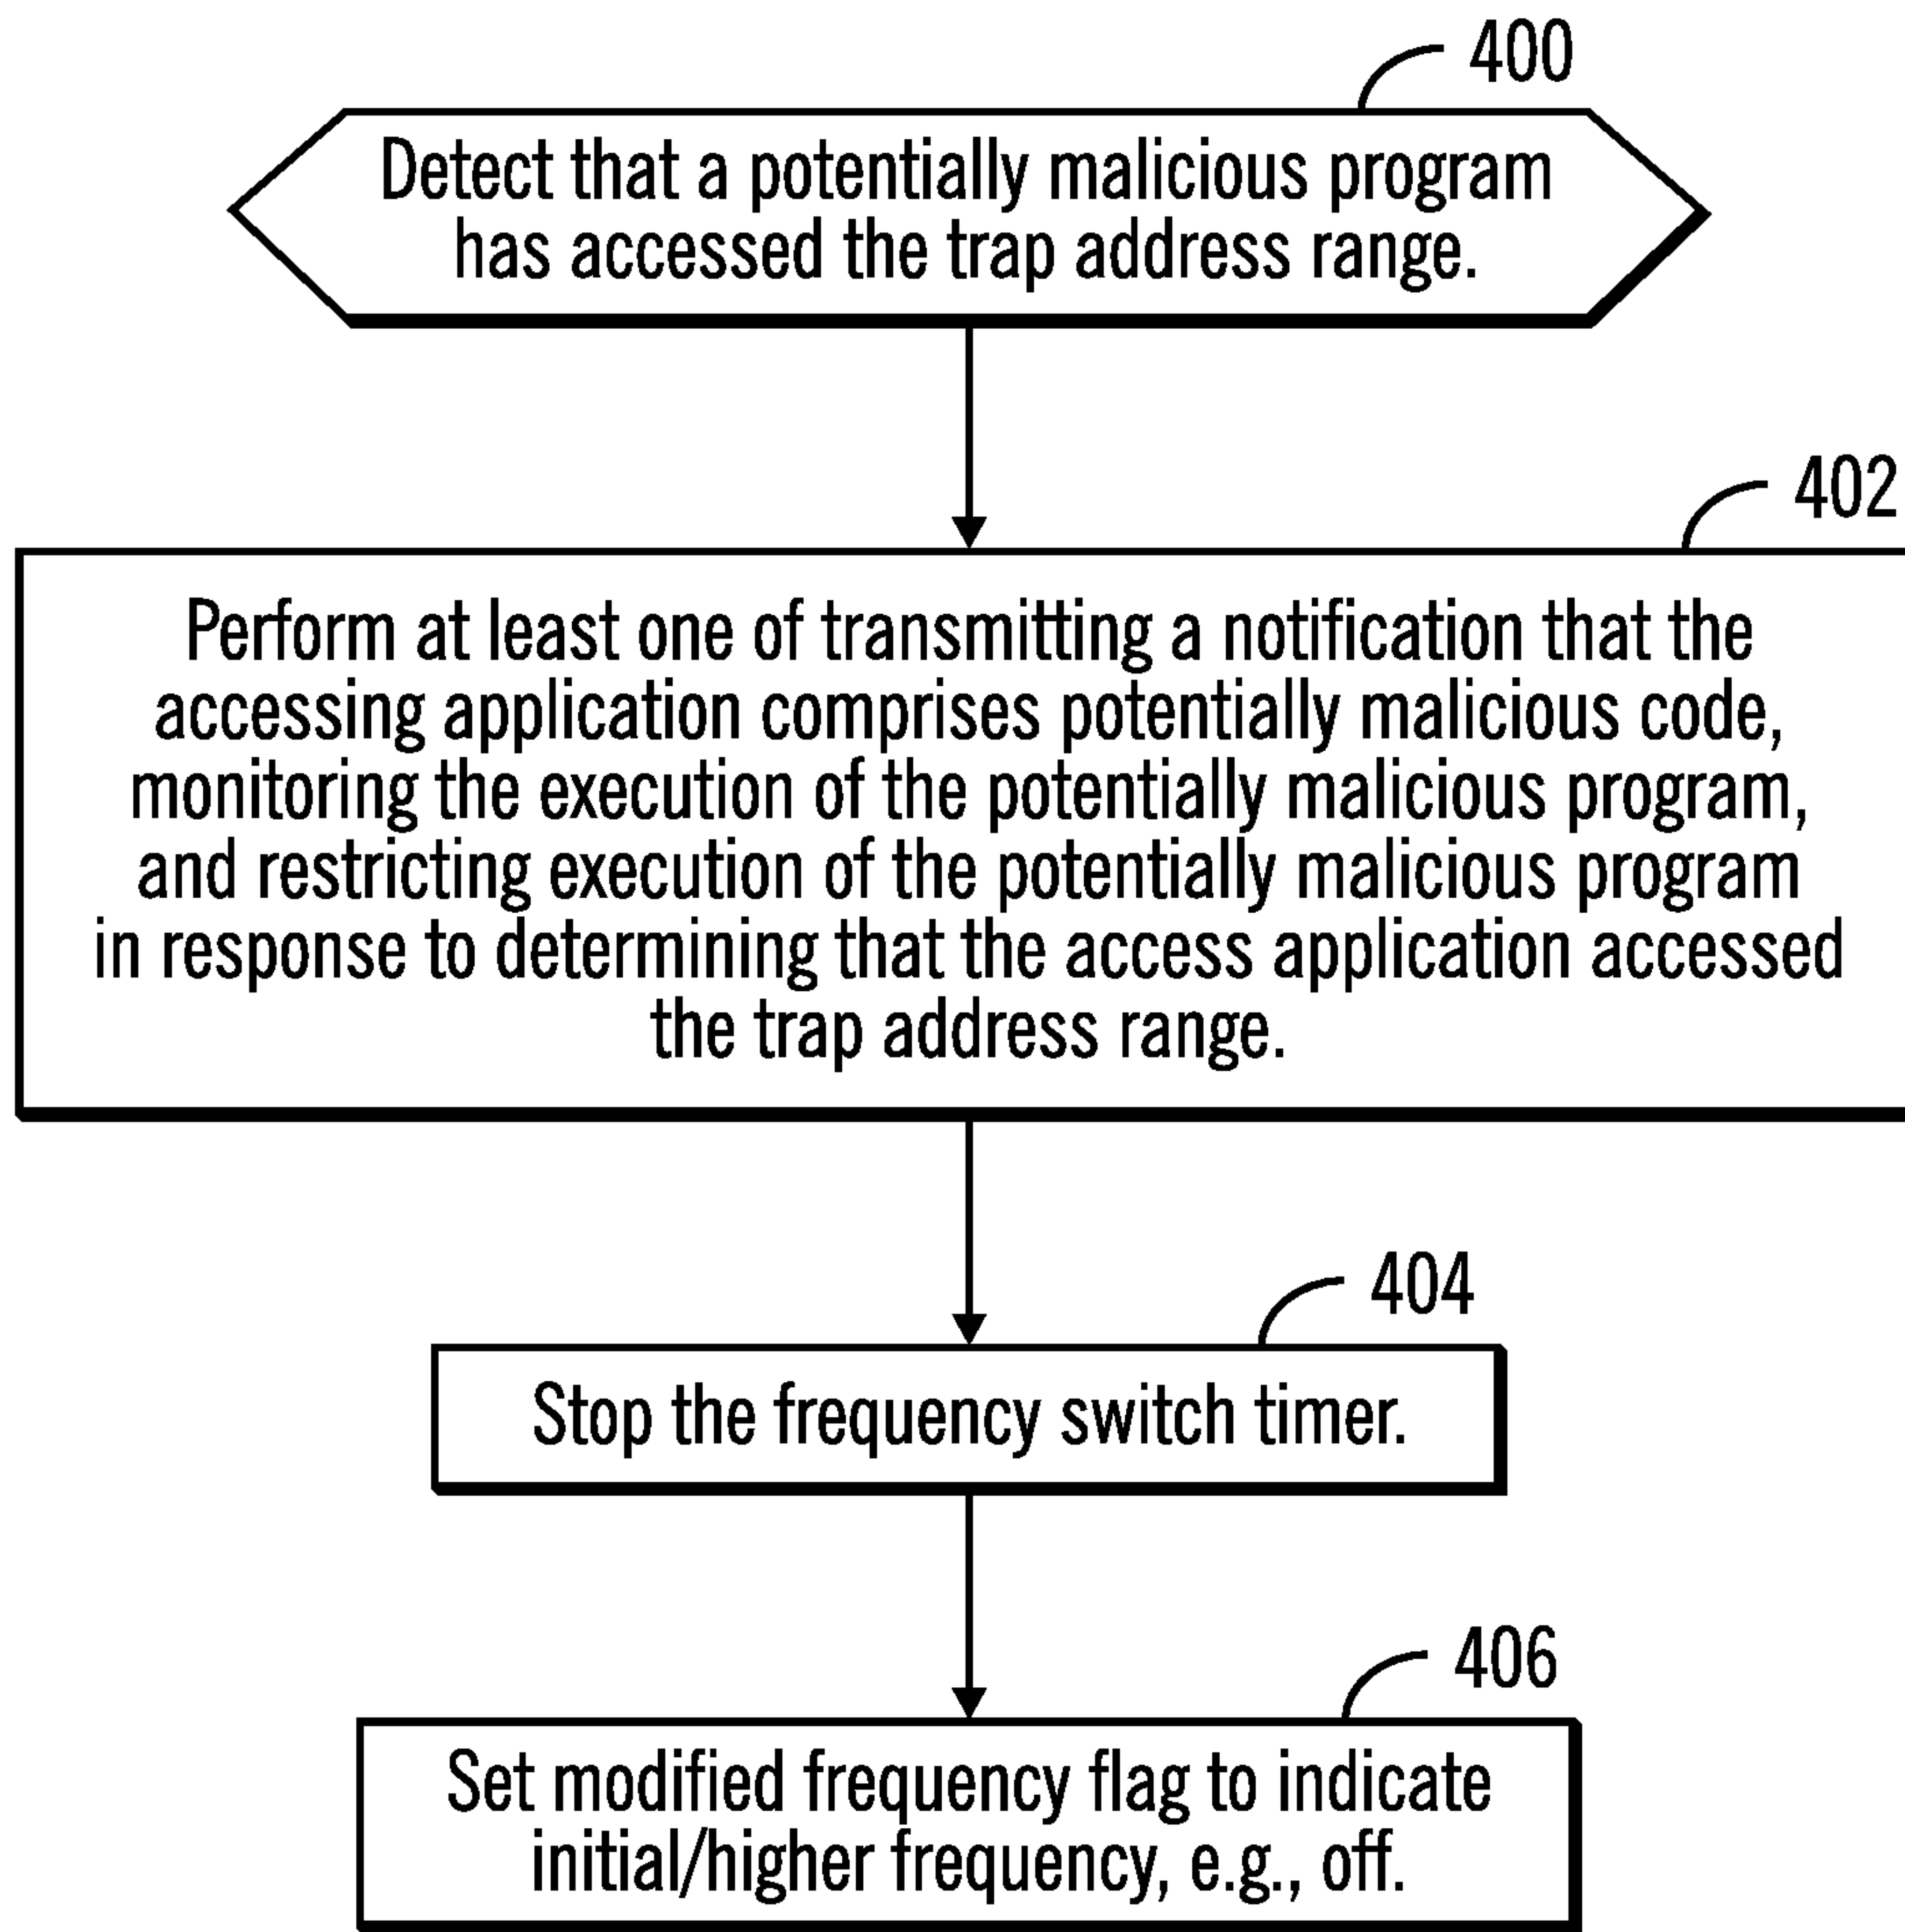 400
Detect that a potentially malicious program
has accessed the trap address range.
402
Perform at least one of transmitting a notification that the
accessing application comprises potentially malicious code,
monitoring the execution of the potentially malicious program,
and restricting execution of the potentially malicious program
in response to determining that the access application accessed
the trap address range.
404
Stop the frequency switch timer.
406
Set modified frequency flag to indicate
initial/higher frequency, e.g., off.